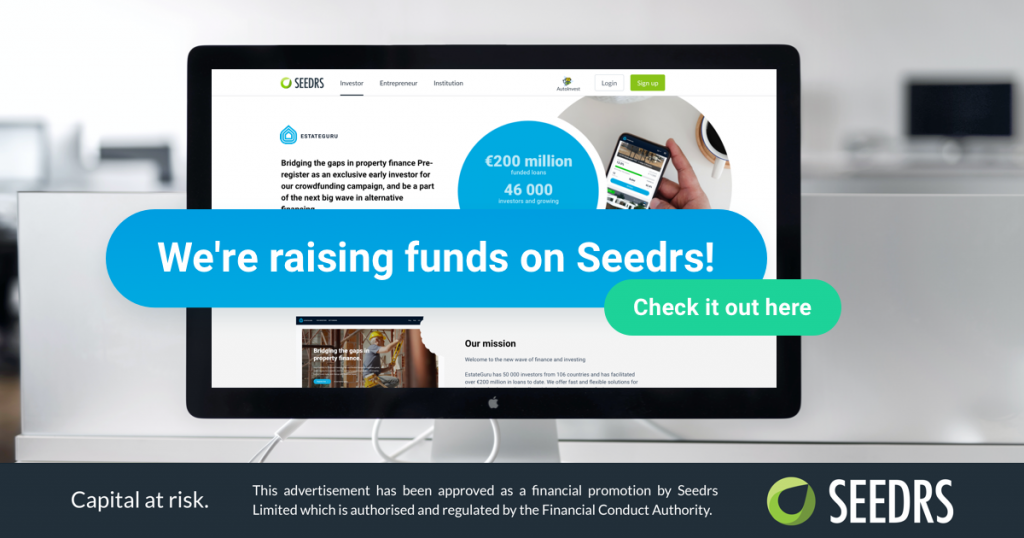 SEEDRS
Investor
Entrepreneur
Institution
AutoInvest
Login
Sign up
ESTATEGURU
Bridging the gaps in property finance Pre-
register as an exclusive early investor for
our crowdfunding campaign, and be a part
of the next big wave in alternative
financing
€200 million
funded loans
46 000
investors and growing
We're raising funds on Seedrs!
Check it out here
Bridging the gaps in
property finance.
Our mission
Welcome to the new wave of finance and investing
EstateGuru has 50 000 investors from 106 countries and has facilitated
over €200 million in loans to date. We offer fast and flexible solutions for
Capital at risk.
This advertisement has been approved as a financial promotion by Seedrs
Limited which is authorised and regulated by the Financial Conduct Authority.
SEEDRS